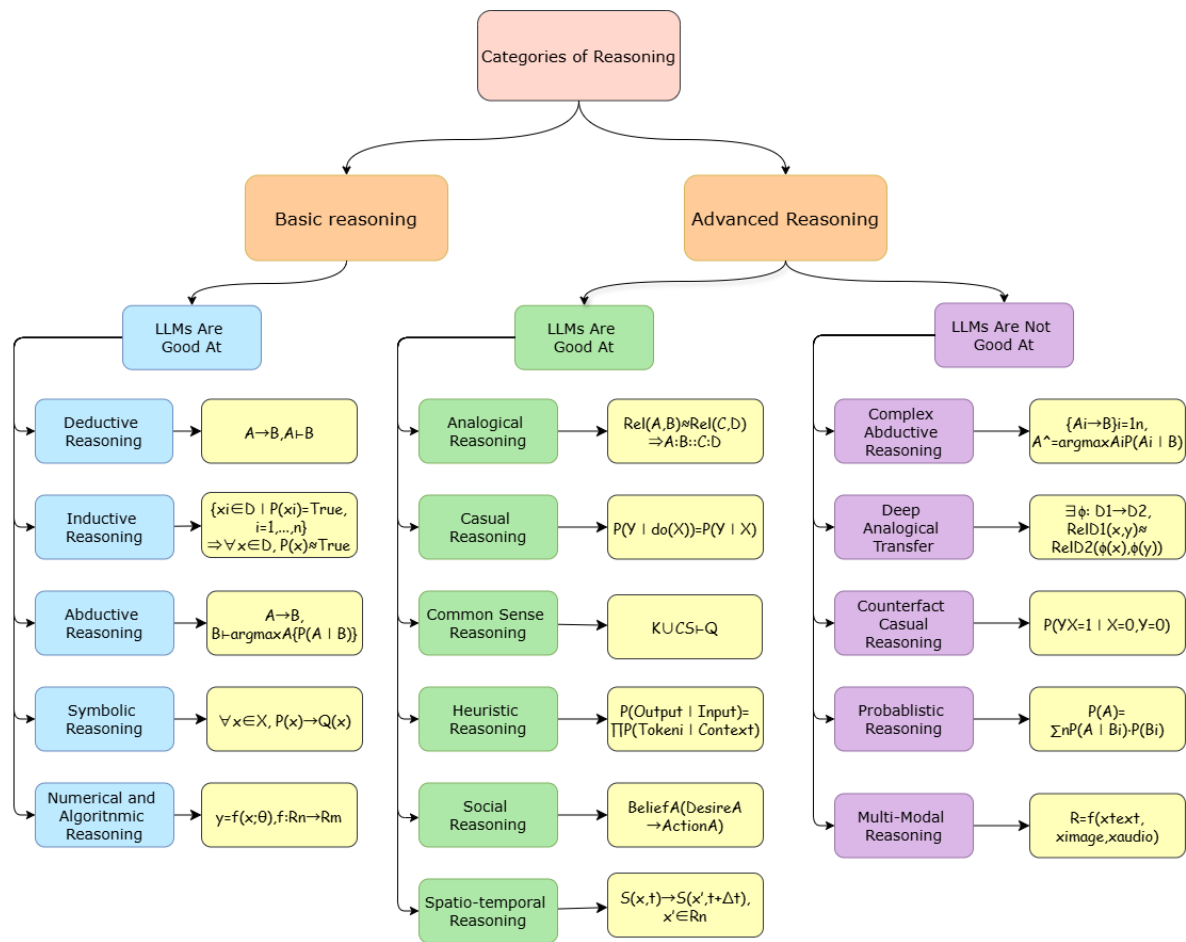 Categories of Reasoning
Basic reasoning
Advanced Reasoning
LLMs Are
Good At
LLMs Are
Good At
LLMs Are Not
Good At
Deductive
Reasoning
A→B,A⊢B
Inductive
Reasoning
{xi∈D | P(xi)=True,
i=1,...,n}
⇒∀x∈D, P(x)≈True
Abductive
Reasoning
A→B,
B⊢argmaxA{P(A | B)}
Symbolic
Reasoning
∀x∈X, P(x)→Q(x)
Numerical and
Algoritnmic
Reasoning
y=f(x;θ),f:Rn→Rm
Analogical
Reasoning
Rel(A,B)≈Rel(C,D)
⇒A:B::C:D
Casual
Reasoning
P(Y | do(X))=P(Y | X)
Common Sense
Reasoning
K∪CS⊢Q
Heuristic
Reasoning
P(Output | Input)=
∏P(Tokeni | Context)
Social
Reasoning
BeliefA(DesireA
→ActionA)
Spatio-temporal
Reasoning
S(x,t)→S(x′,t+Δt),
x′∈Rn
Complex
Abductive
Reasoning
{Ai→B}i=1n,
A^=argmaxAiP(Ai | B)
Deep
Analogical
Transfer
∃ϕ: D1→D2,
RelD1(x,y)≈
RelD2(ϕ(x),ϕ(y))
Counterfact
Casual
Reasoning
P(YX=1 | X=0,Y=0)
Probablistic
Reasoning
P(A)=
∑nP(A | Bi)⋅P(Bi)
Multi-Modal
Reasoning
R=f(xtext,
ximage,xaudio)